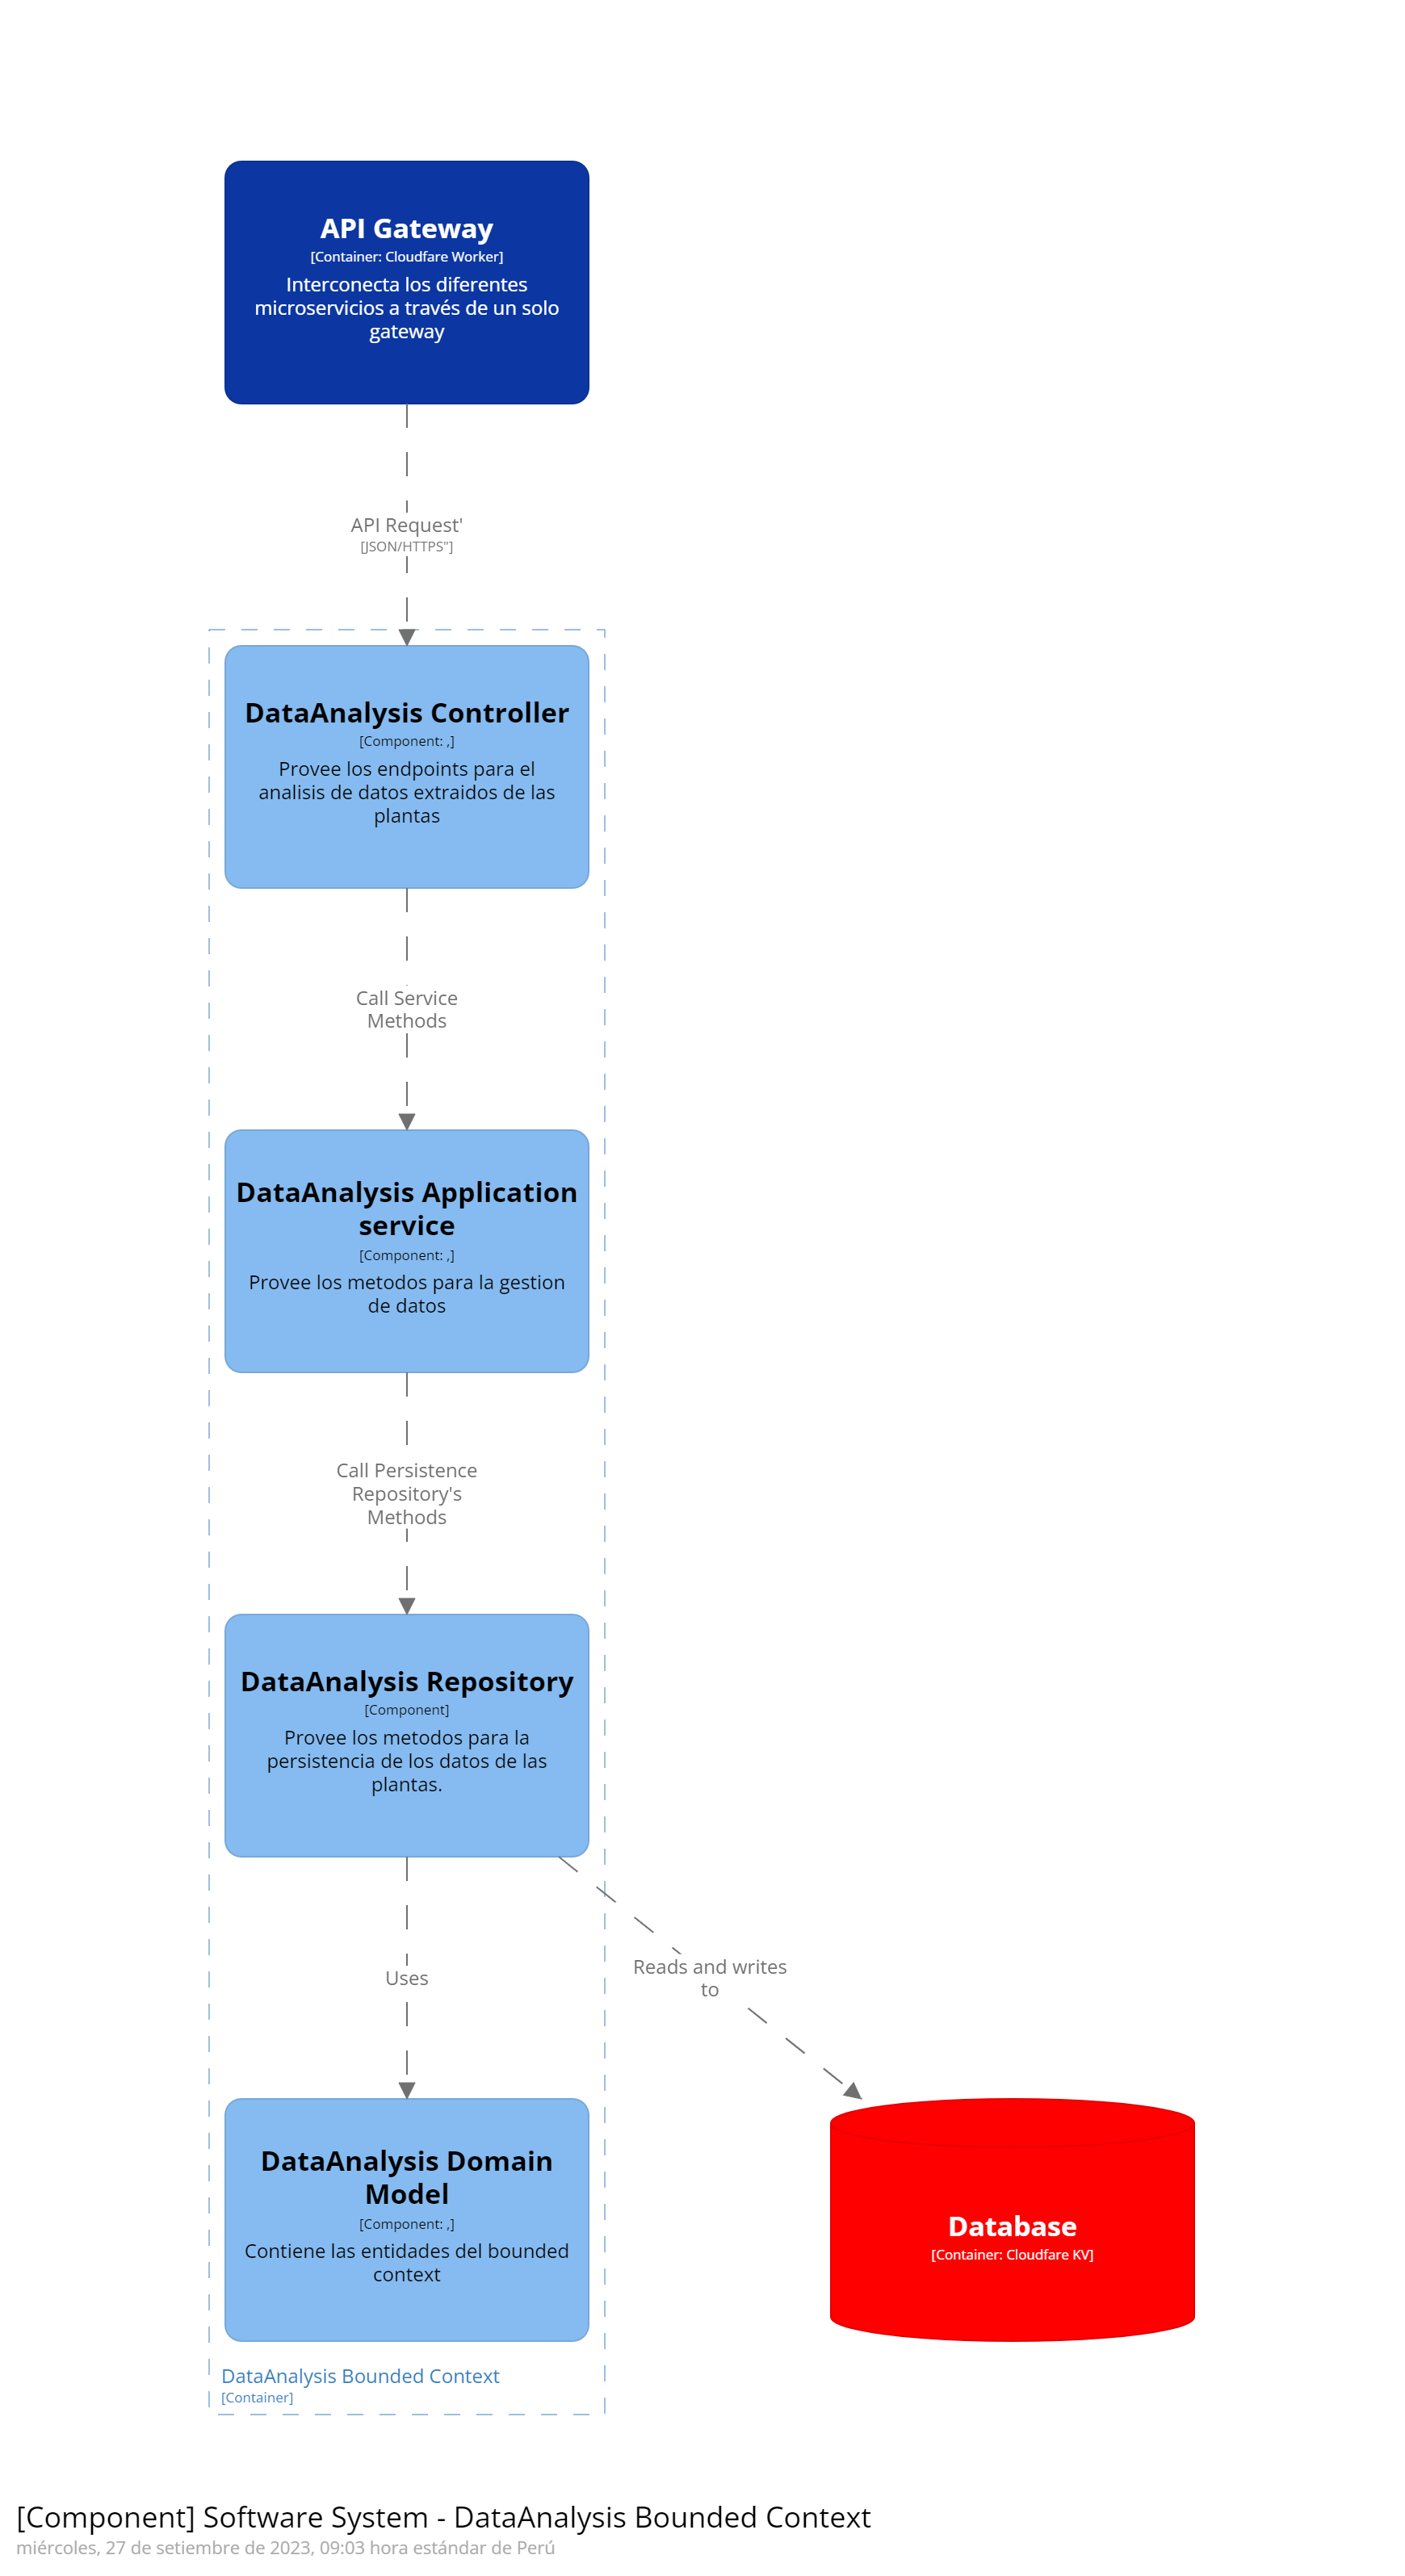 API Gateway
[Container: Cloudfare Worker]
Interconecta los diferentes
microservicios a través de un solo
gateway
API Request'
[JSON/HTTPS"]
DataAnalysis Controller
[Component: ,]
Provee los endpoints para el
analisis de datos extraidos de las
plantas
Call Service
Methods
DataAnalysis Application
service
[Component: ,]
Provee los metodos para la gestion
de datos
Call Persistence
Repository's
Methods
DataAnalysis Repository
[Component]
Provee los metodos para la
persistencia de los datos de las
plantas.
Uses
Reads and writes
to
DataAnalysis Domain
Model
[Component: ,]
Contiene las entidades del bounded
context
Database
[Container: Cloudfare KV]
DataAnalysis Bounded Context
[Container]
[Component] Software System - DataAnalysis Bounded Context
miércoles, 27 de setiembre de 2023, 09:03 hora estándar de Perú